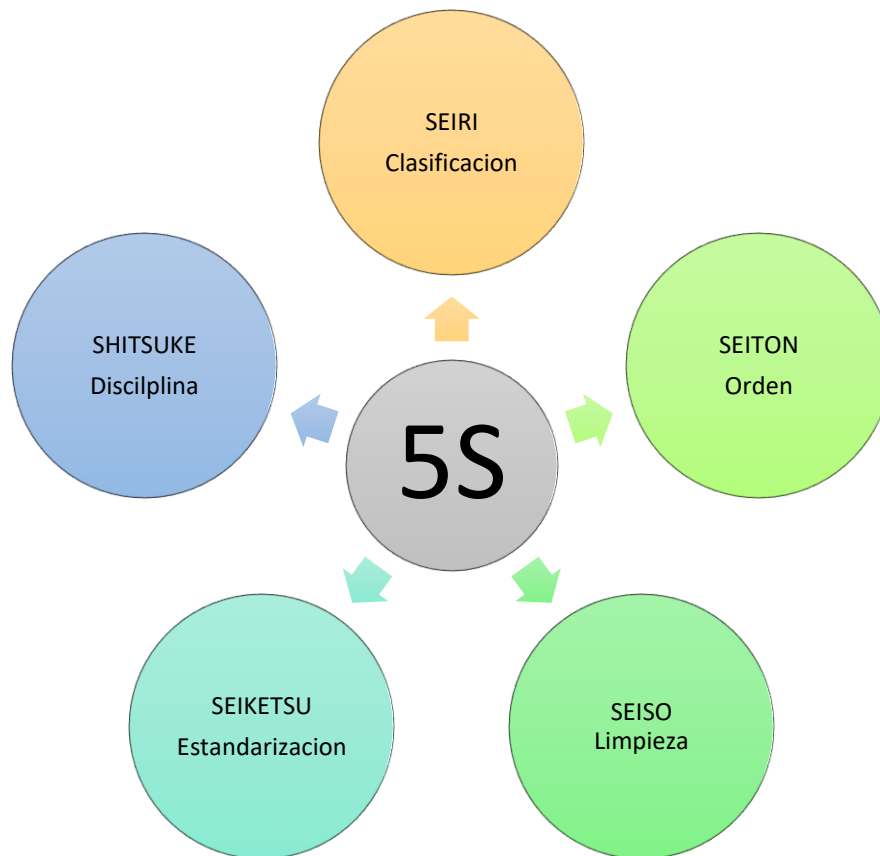 SEIRI
Clasificacion
SHITSUKE
Discilplina
SEITON
Orden
5S
SEIKETSU
Estandarizacion
SEISO
Limpieza